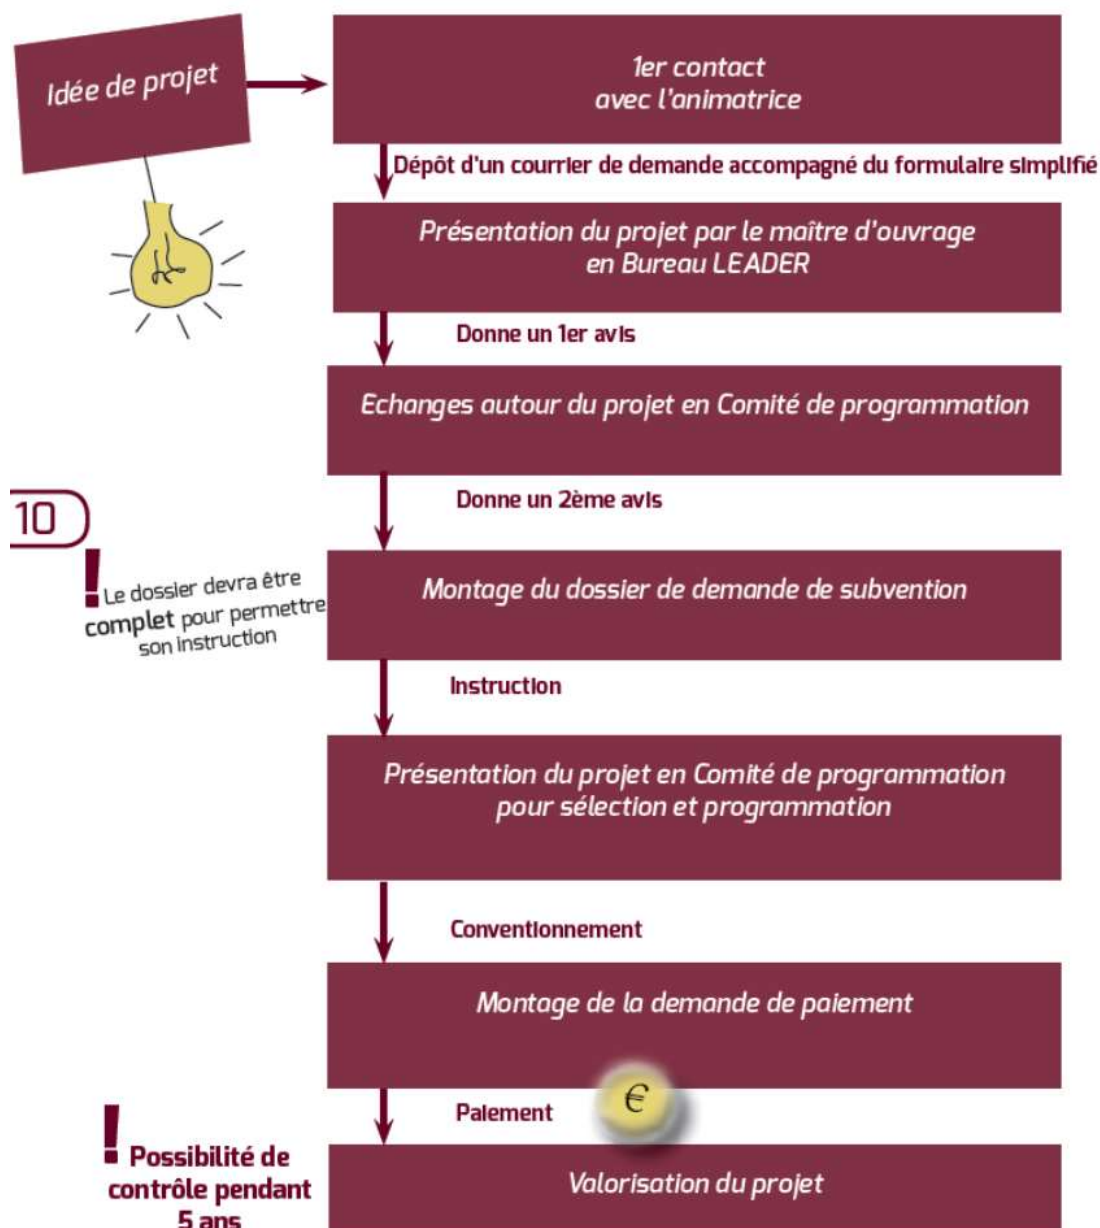 Idée de projet
1er contact
avec l'animatrice
Dépôt d'un courrier de demande accompagné du formulaire simplifié
Présentation du projet par le maître d'ouvrage
en Bureau LEADER
Donne un 1er avis
Echanges autour du projet en Comité de programmation
Donne un 2ème avis
10
! Le dossier devra être
complet pour permettre
son instruction
Montage du dossier de demande de subvention
Instruction
Présentation du projet en Comité de programmation
pour sélection et programmation
Conventionnement
Montage de la demande de paiement
Paiement
€
! Possibilité de
contrôle pendant
5 ans
Valorisation du projet